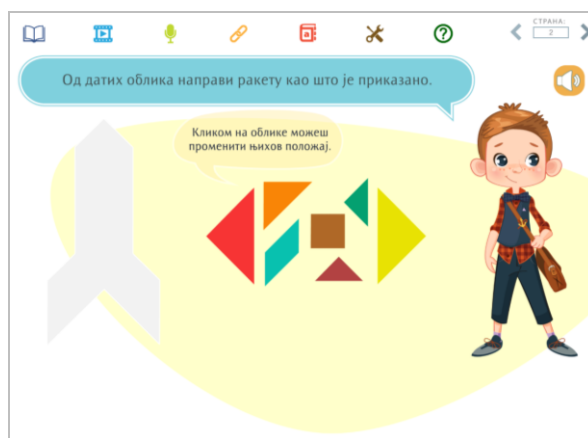 СТРАНА:
2
Од датих облика направи ракету као што је приказано.
Кликом на облике можеш
променити њихов положај.